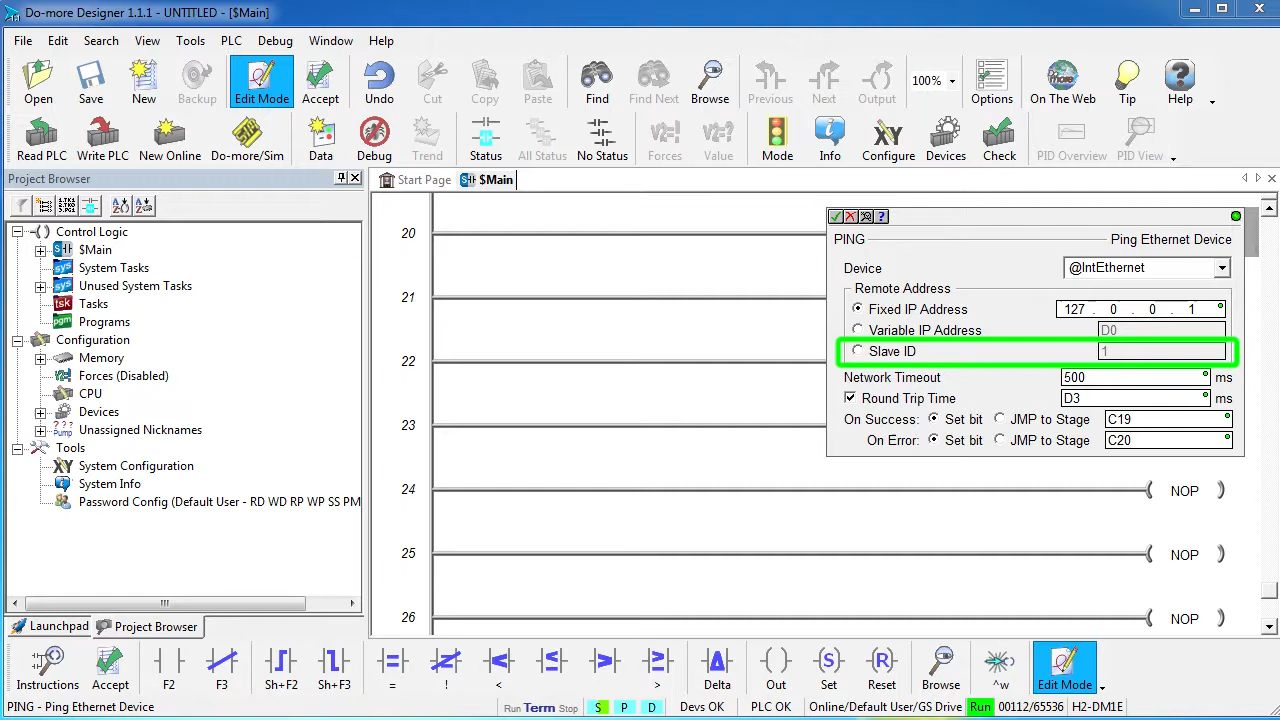 Do-more Designer 1.1.1 - UNTITLED - [$Main]
File Edit Search View Tools PLC Debug Window Help
Open Save New Backup Edit Mode Accept Undo Cut Copy Paste Find Find Next Browse Previous Next Output 100% Options On The Web Tip Help
Read PLC Write PLC New Online Do-more/Sim Data Debug Trend Status All Status No Status Forces Value Mode Info Configure Devices Check PID Overview PID View
Project Browser
Start Page $Main
Control Logic
$Main
System Tasks
Unused System Tasks
Tasks
Programs
Configuration
Memory
Forces (Disabled)
CPU
Devices
Unassigned Nicknames
Tools
System Configuration
System Info
Password Config (Default User - RD WD RP WP SS PM
Launchpad Project Browser
20
21
22
23
24 NOP
25 NOP
26 NOP
PING Ping Ethernet Device
Device @IntEthernet
Remote Address
Fixed IP Address 127 . 0 . 0 . 1
Variable IP Address D0
Slave ID 1
Network Timeout 500 ms
Round Trip Time D3 ms
On Success: Set bit JMP to Stage C19
On Error: Set bit JMP to Stage C20
Instructions Accept F2 F3 Sh+F2 Sh+F3 = ! < > Delta Out Set Reset Browse ^w Edit Mode
PING - Ping Ethernet Device Run Term Stop S P D Devs OK PLC OK Online/Default User/GS Drive Run 00112/65536 H2-DM1E